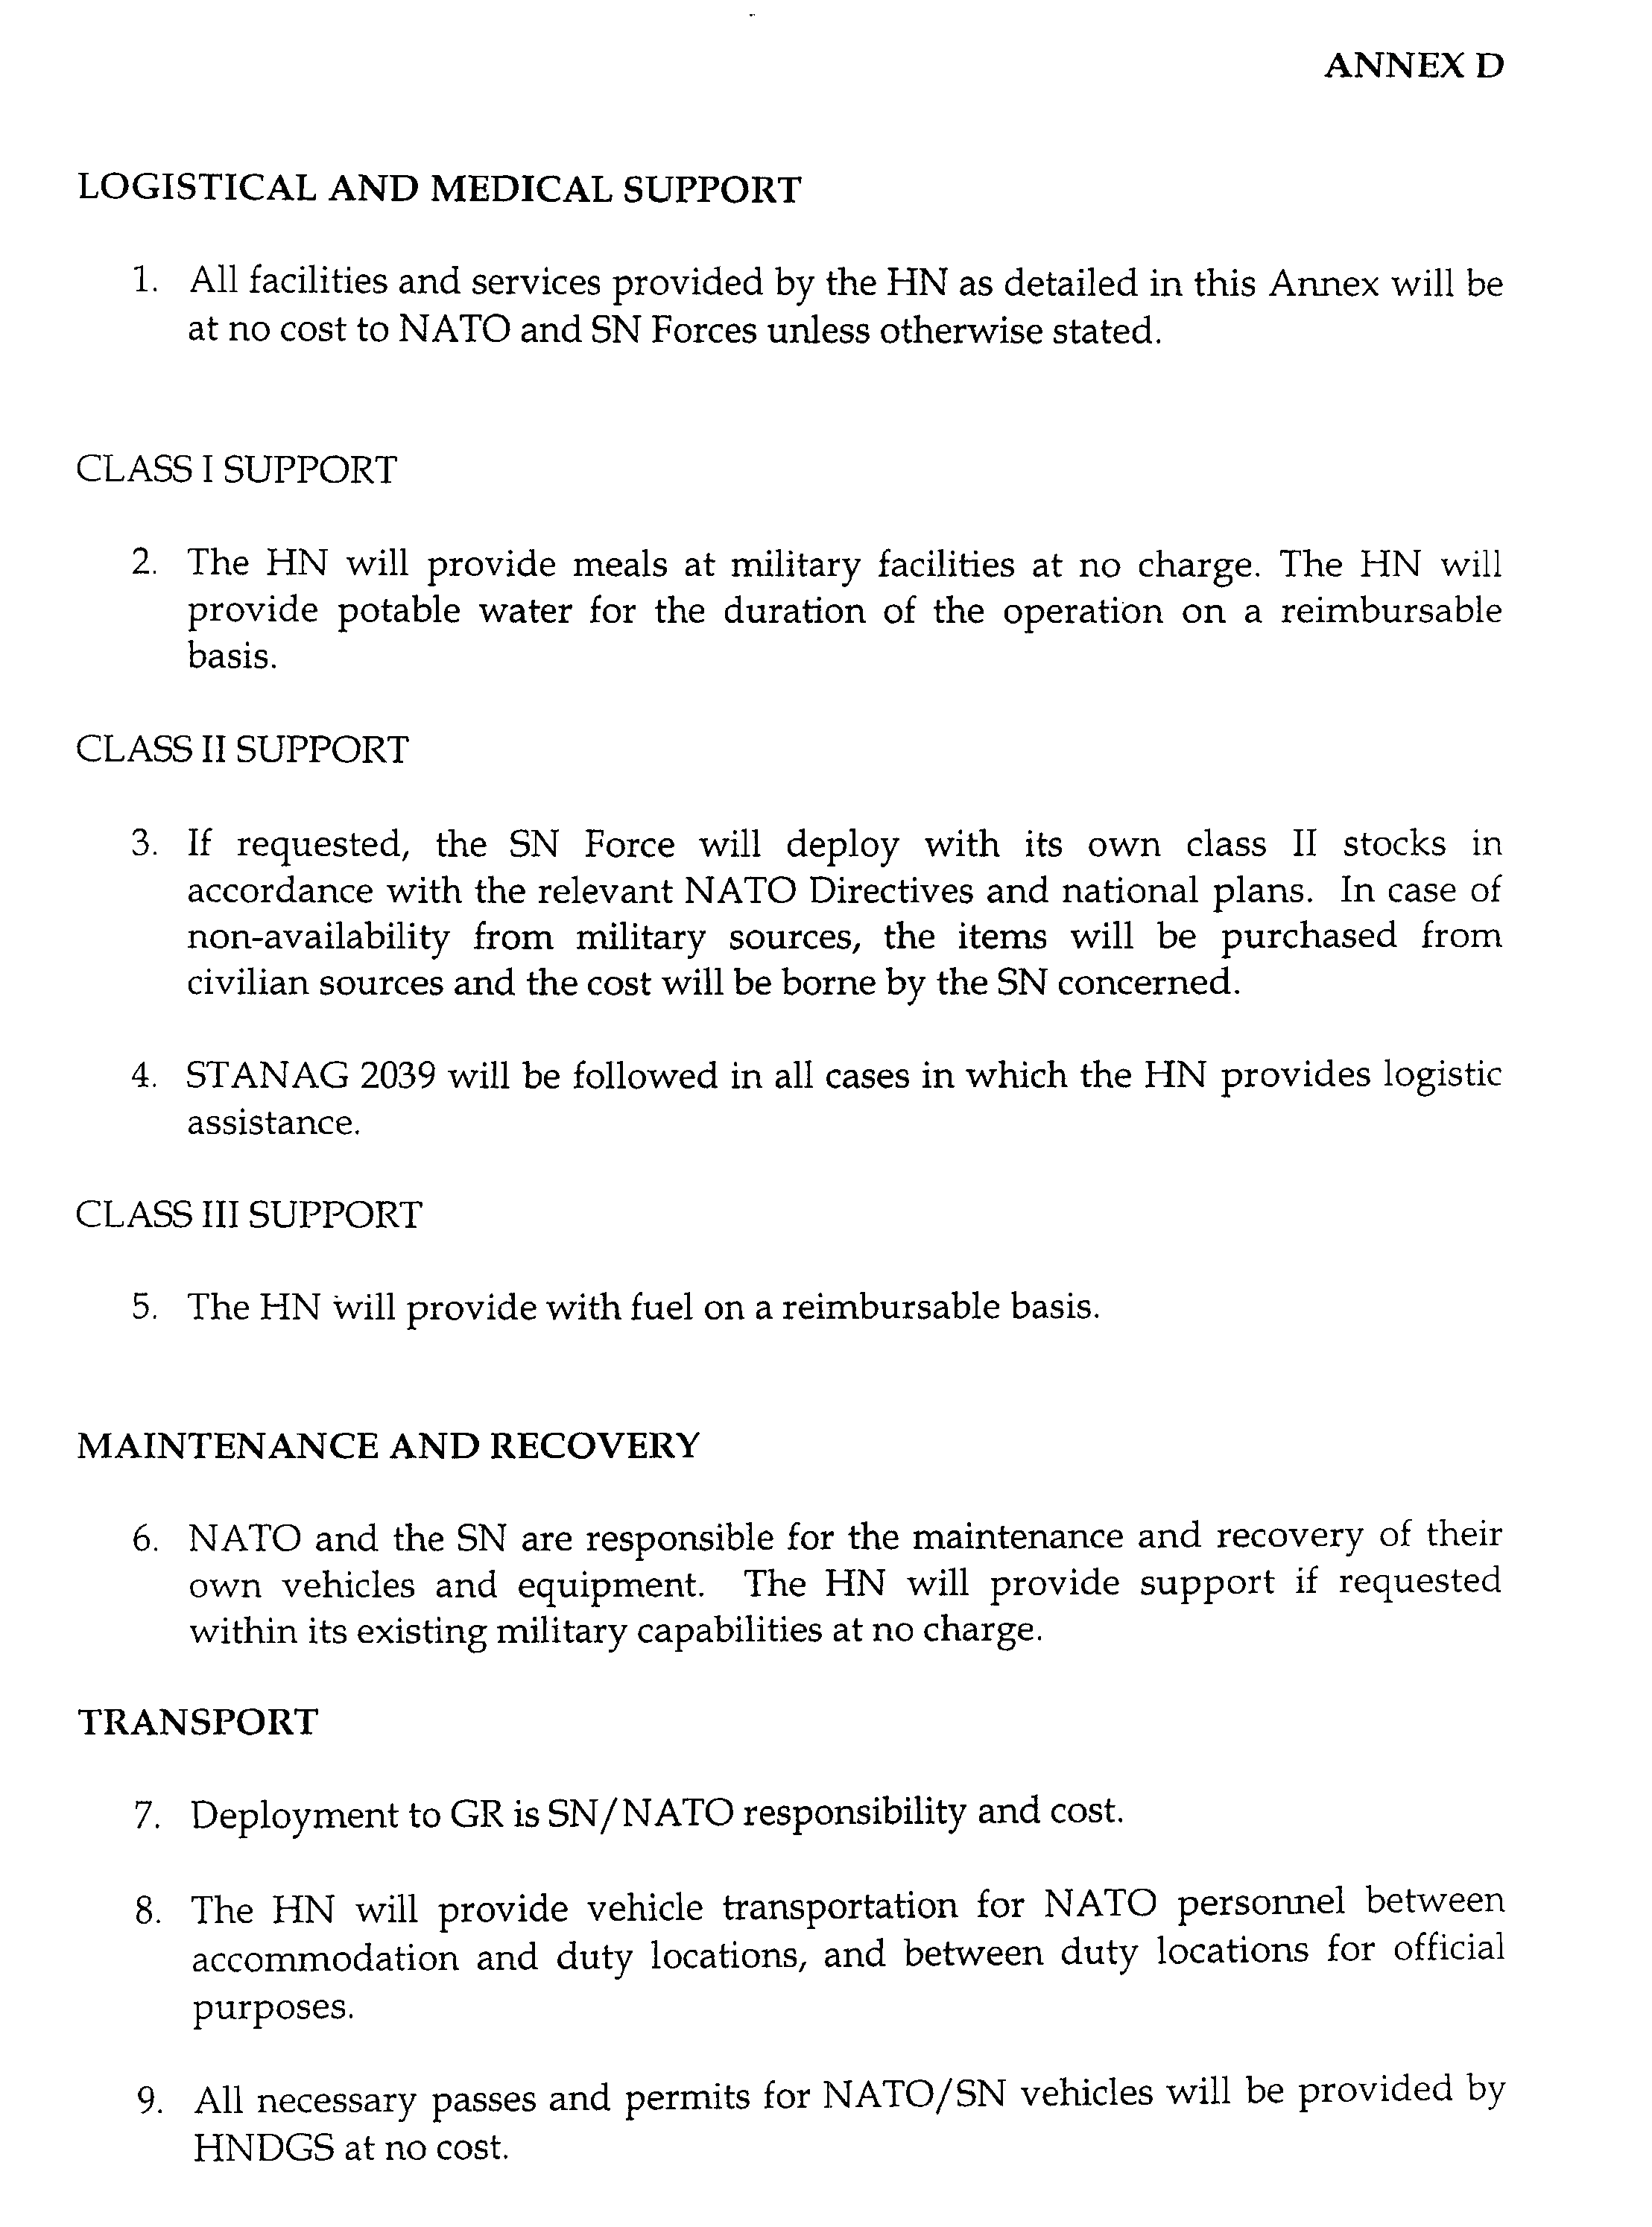 ANNEX D
LOGISTICAL AND MEDICAL SUPPORT
1. All facilities and services provided by the HN as detailed in this Annex will be
at no cost to NATO and SN Forces unless otherwise stated.
CLASS I SUPPORT
2. The HN will provide meals at military facilities at no charge. The HN will
provide potable water for the duration of the operation on a reimbursable
basis.
CLASS II SUPPORT
3. If requested, the SN Force will deploy with its own class II stocks in
accordance with the relevant NATO Directives and national plans. In case of
non-availability from military sources, the items will be purchased from
civilian sources and the cost will be borne by the SN concerned.
4. STANAG 2039 will be followed in all cases in which the HN provides logistic
assistance.
CLASS III SUPPORT
5. The HN will provide with fuel on a reimbursable basis.
MAINTENANCE AND RECOVERY
6. NATO and the SN are responsible for the maintenance and recovery of their
own vehicles and equipment. The HN will provide support if requested
within its existing military capabilities at no charge.
TRANSPORT
7. Deployment to GR is SN/NATO responsibility and cost.
8. The HN will provide vehicle transportation for NATO personnel between
accommodation and duty locations, and between duty locations for official
purposes.
9. All necessary passes and permits for NATO/SN vehicles will be provided by
HNDGS at no cost.